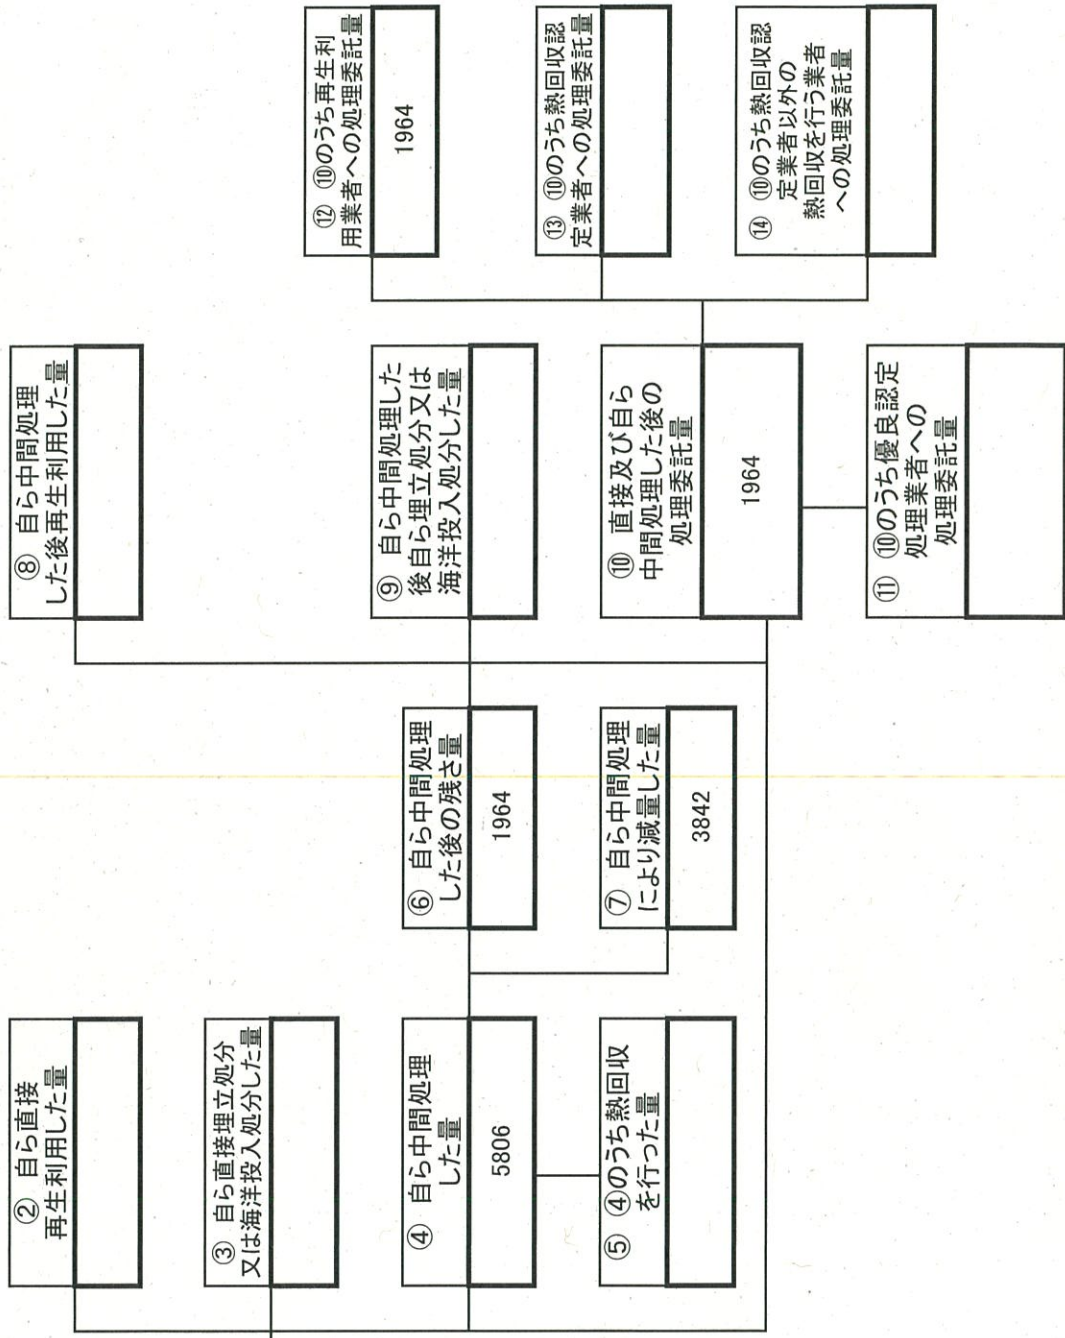 ② 自ら直接
再生利用した量
③ 自ら直接埋立処分
又は海洋投入処分した量
④ 自ら中間処理
した量
5806
⑤ ④のうち熱回収
を行った量
⑥ 自ら中間処理
した後の残さ量
1964
⑦ 自ら中間処理
により減量した量
3842
⑧ 自ら中間処理
した後再生利用した量
⑨ 自ら中間処理した
後自ら埋立処分又は
海洋投入処分した量
⑩ 直接及び自ら
中間処理した後の
処理委託量
1964
⑪ ⑩のうち優良認定
処理業者への
処理委託量
⑫ ⑩のうち再生利
用業者への処理委託量
1964
⑬ ⑩のうち熱回収認
定業者への処理委託量
⑭ ⑩のうち熱回収認
定業者以外の
熱回収を行う業者
への処理委託量